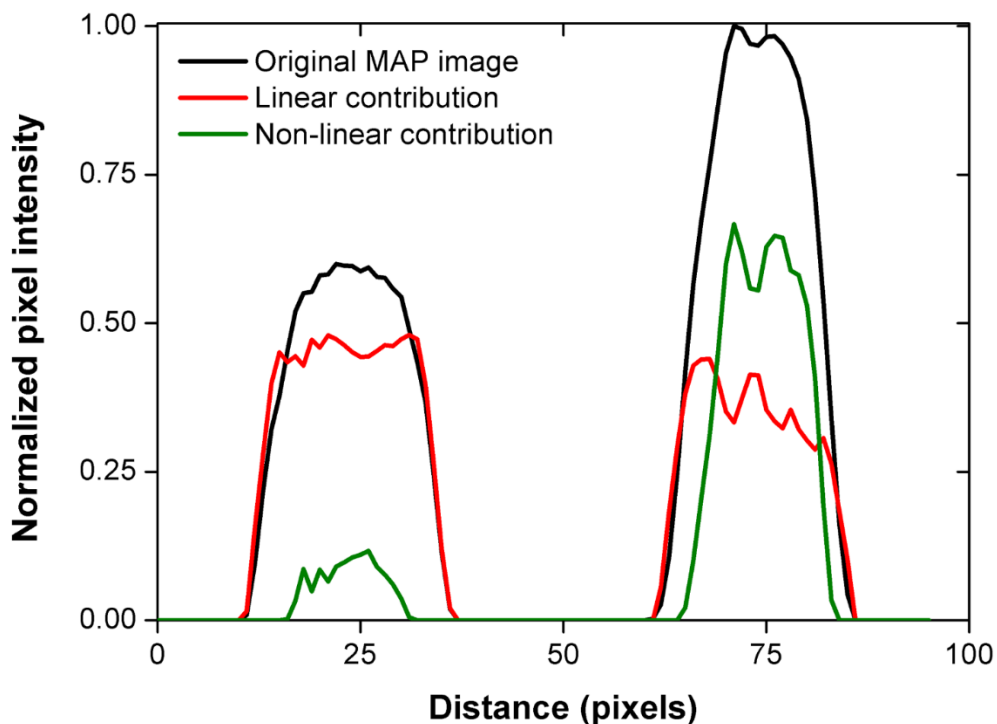 1.00
0.75
0.50
0.25
0.00
Normalized pixel intensity
Original MAP image
Linear contribution
Non-linear contribution
0
25
50
75
100
Distance (pixels)